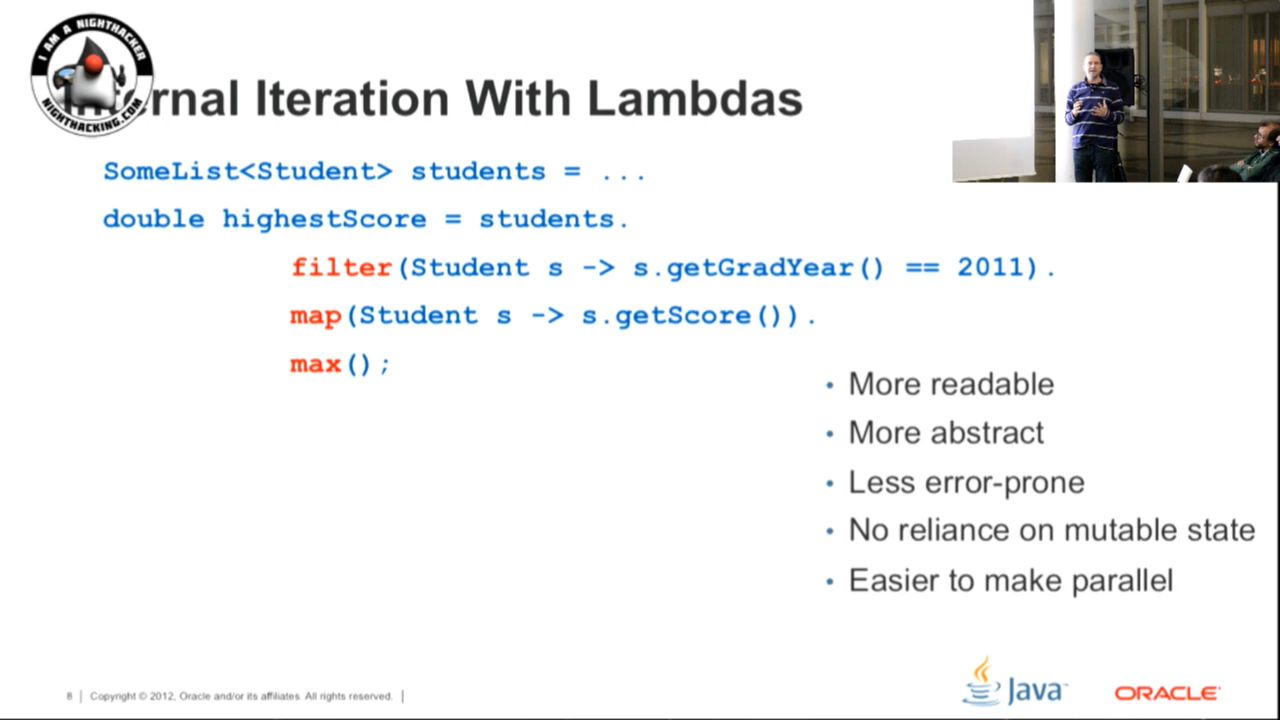 I AM A NIGHTHACKER
NIGHTHACKING.COM
rnal Iteration With Lambdas
SomeList<Student> students = ...
double highestScore = students.
filter(Student s -> s.getGradYear() == 2011).
map(Student s -> s.getScore()).
max();
• More readable
• More abstract
• Less error-prone
• No reliance on mutable state
• Easier to make parallel
8 | Copyright © 2012, Oracle and/or its affiliates. All rights reserved. |
Java™
ORACLE®